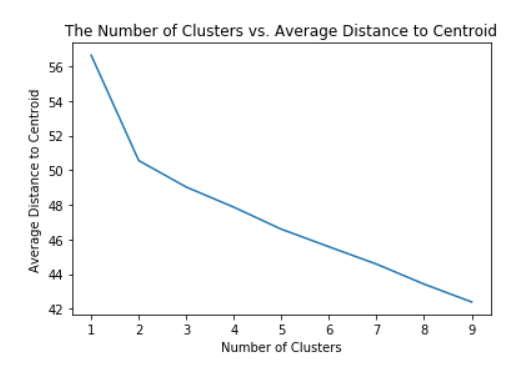 The Number of Clusters vs. Average Distance to Centroid
Average Distance to Centroid
56
54
52
50
48
46
44
42
1 2 3 4 5 6 7 8 9
Number of Clusters